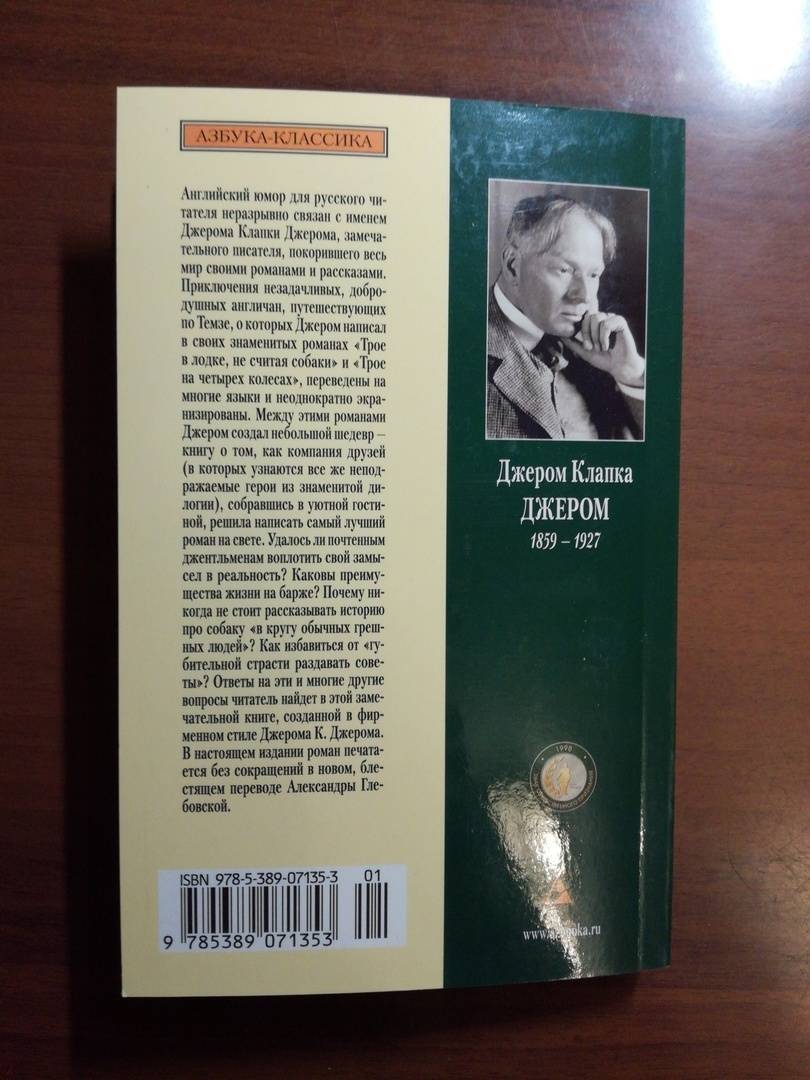 АЗБУКА-КЛАССИКА
Английский юмор для русского чи-
тателя неразрывно связан с именем
Джерома Клапки Джерома, замеча-
тельного писателя, покорившего весь
мир своими романами и рассказами.
Приключения незадачливых, добро-
душных англичан, путешествующих
по Темзе, о которых Джером написал
в своих знаменитых романах «Трое
в лодке, не считая собаки» и «Трое
на четырех колесах», переведены на
многие языки и неоднократно экра-
низированы. Между этими романами
Джером создал небольшой шедевр –
книгу о том, как компания друзей
(в которых узнаются все же непод-
ражаемые герои из знаменитой ди-
логии), собравшись в уютной гости-
ной, решила написать самый лучший
роман на свете. Удалось ли почтенным
джентльменам воплотить свой замы-
сел в реальность? Каковы преиму-
щества жизни на барже? Почему ни-
когда не стоит рассказывать историю
про собаку «в кругу обычных греш-
ных людей»? Как избавиться от «гу-
бительной страсти раздавать сове-
ты»? Ответы на эти и многие другие
вопросы читатель найдет в этой заме-
чательной книге, созданной в фир-
менном стиле Джерома К. Джерома.
В настоящем издании роман печата-
ется без сокращений в новом, бле-
стящем переводе Александры Гле-
бовской.
ISBN 978-5-389-07135-3 01
9 785389 071353
Джером Клапка
ДЖЕРОМ
1859 – 1927
1998